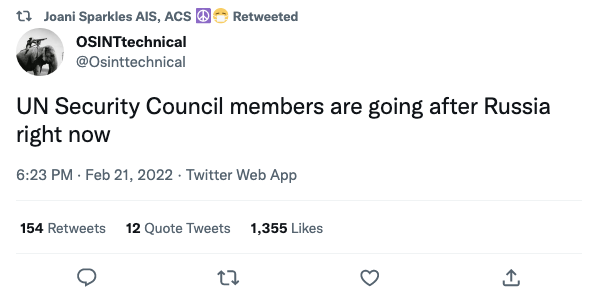 Joani Sparkles AIS, ACS ☮️😷 Retweeted
OSINTtechnical
@Osinttechnical
UN Security Council members are going after Russia
right now
6:23 PM · Feb 21, 2022 · Twitter Web App
154 Retweets 12 Quote Tweets 1,355 Likes